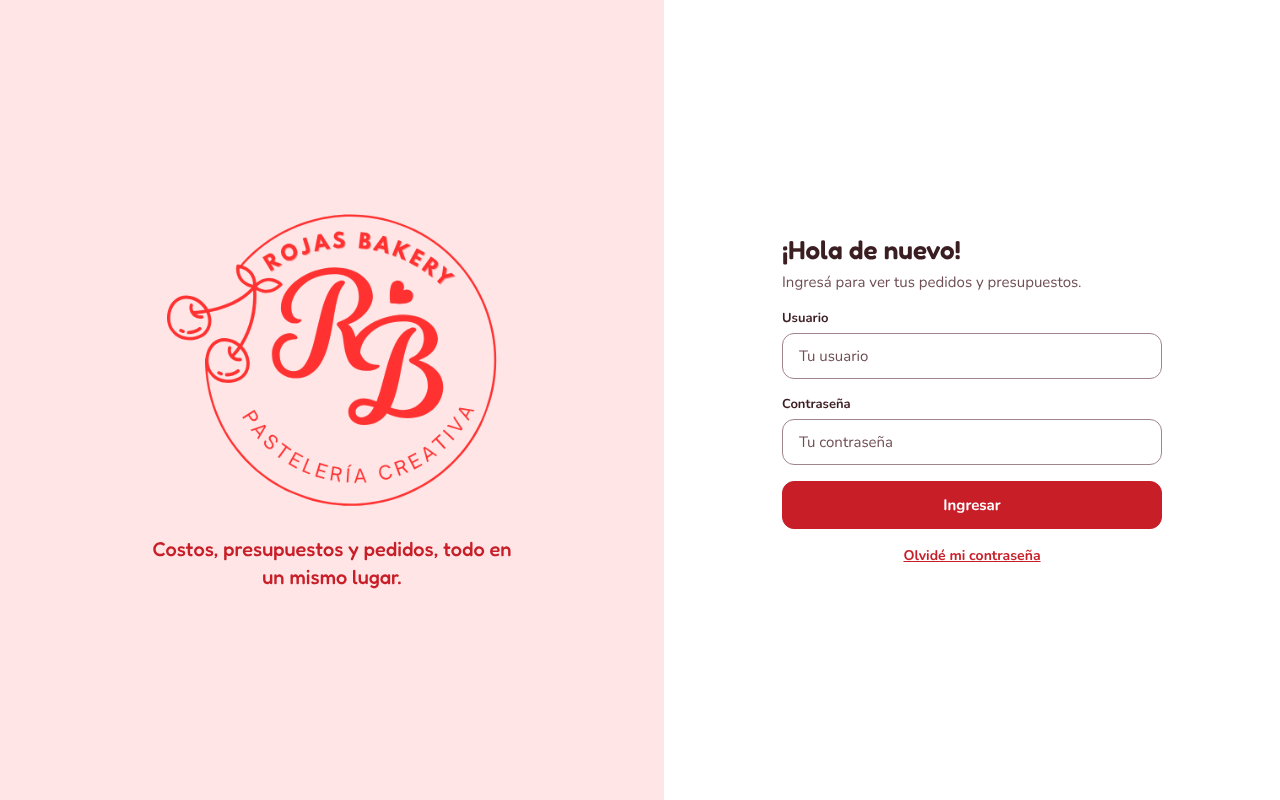 ROJAS BAKERY
RB
PASTELERÍA CREATIVA
Costos, presupuestos y pedidos, todo en
un mismo lugar.
¡Hola de nuevo!
Ingresá para ver tus pedidos y presupuestos.
Usuario
Tu usuario
Contraseña
Tu contraseña
Ingresar
Olvidé mi contraseña